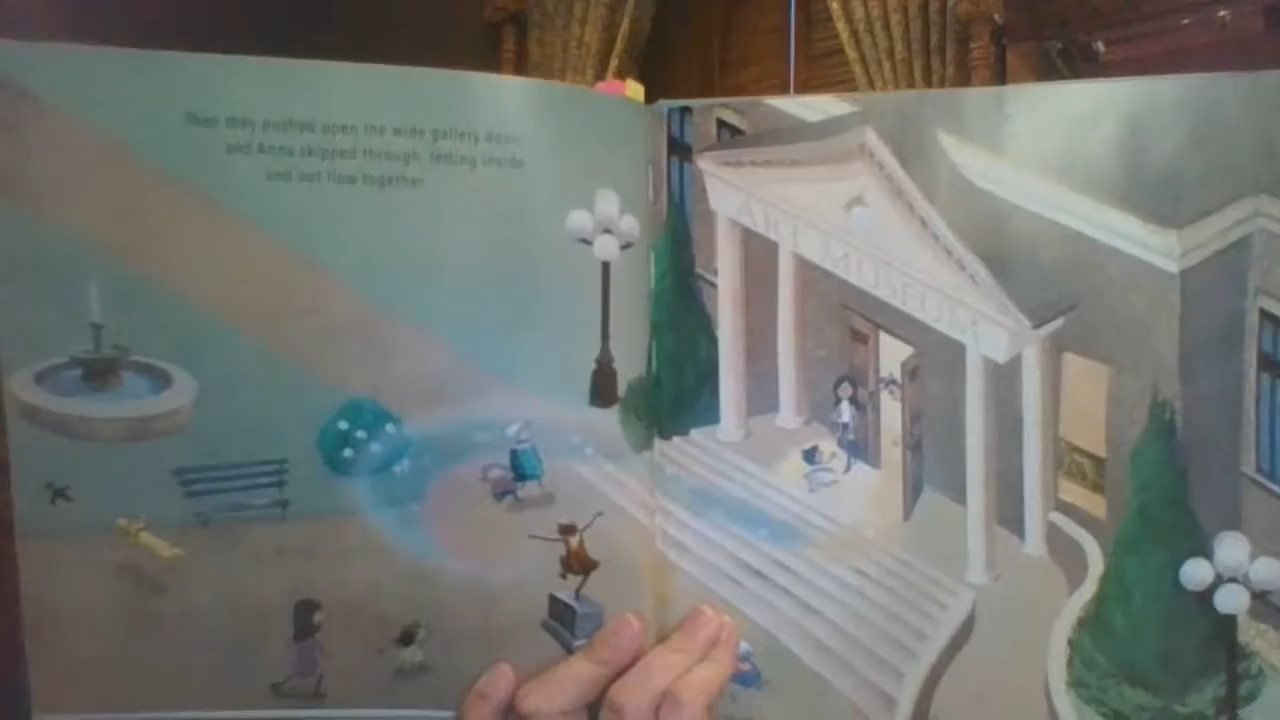 Then they pushed open the wide gallery doors
and Anna skipped through, letting inside
and out flow together.
ART MUSEUM